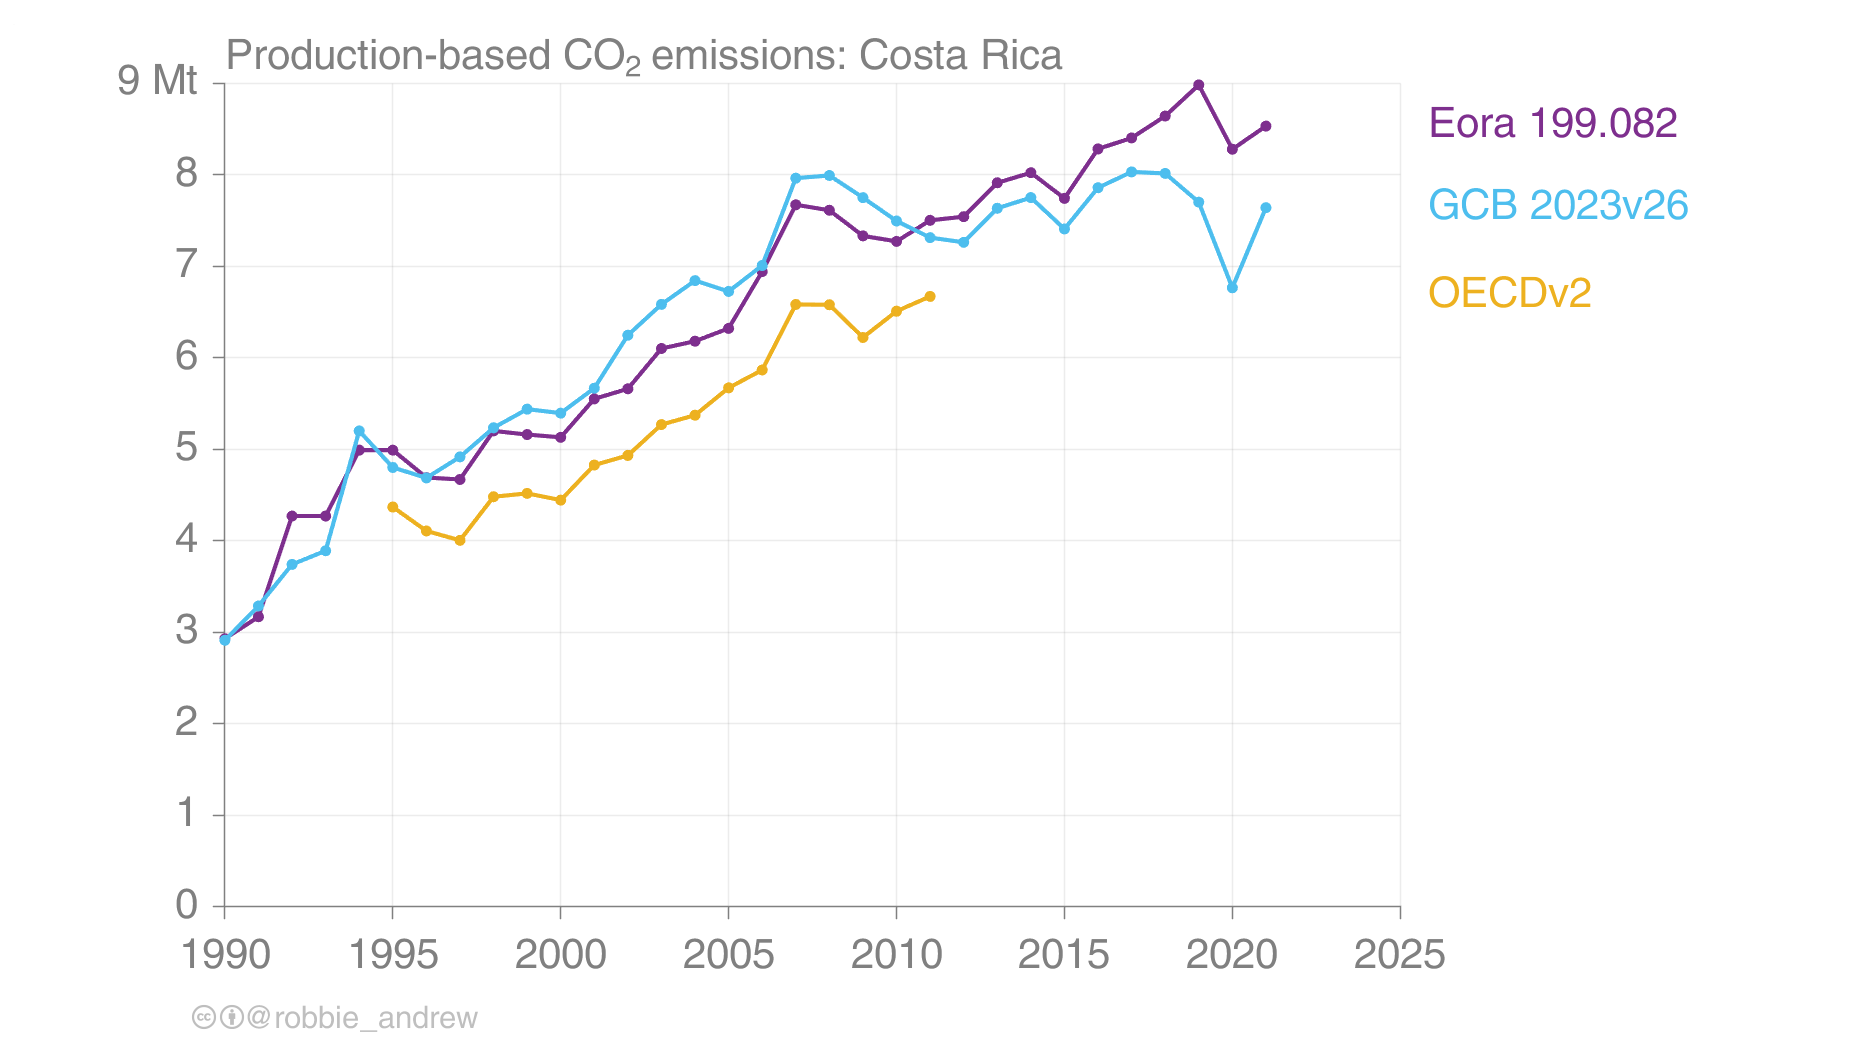 Production-based CO₂ emissions: Costa Rica
9 Mt
8
7
6
5
4
3
2
1
0
1990 1995 2000 2005 2010 2015 2020 2025
Eora 199.082
GCB 2023v26
OECDv2
@robbie_andrew